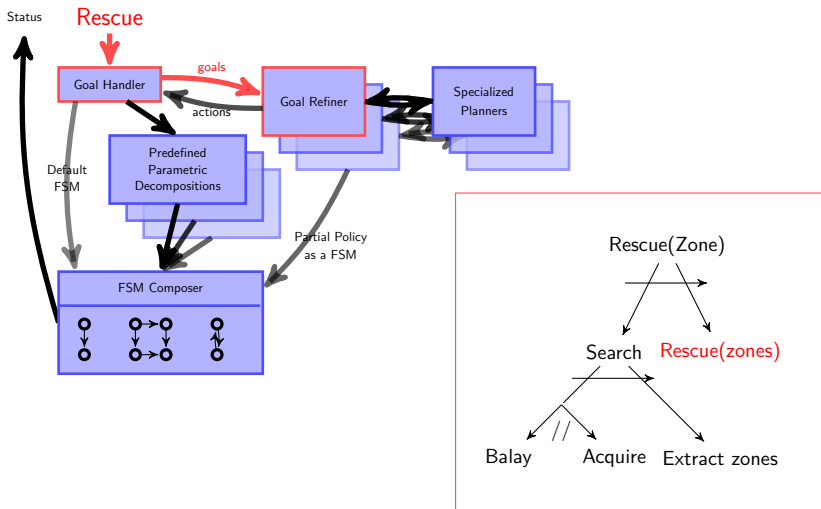 Status
Rescue
Goal Handler
goals
actions
Goal Refiner
Specialized
Planners
Default
FSM
Predefined
Parametric
Decompositions
Partial Policy
as a FSM
FSM Composer
Rescue(Zone)
Search
Rescue(zones)
Balay
//
Acquire
Extract zones